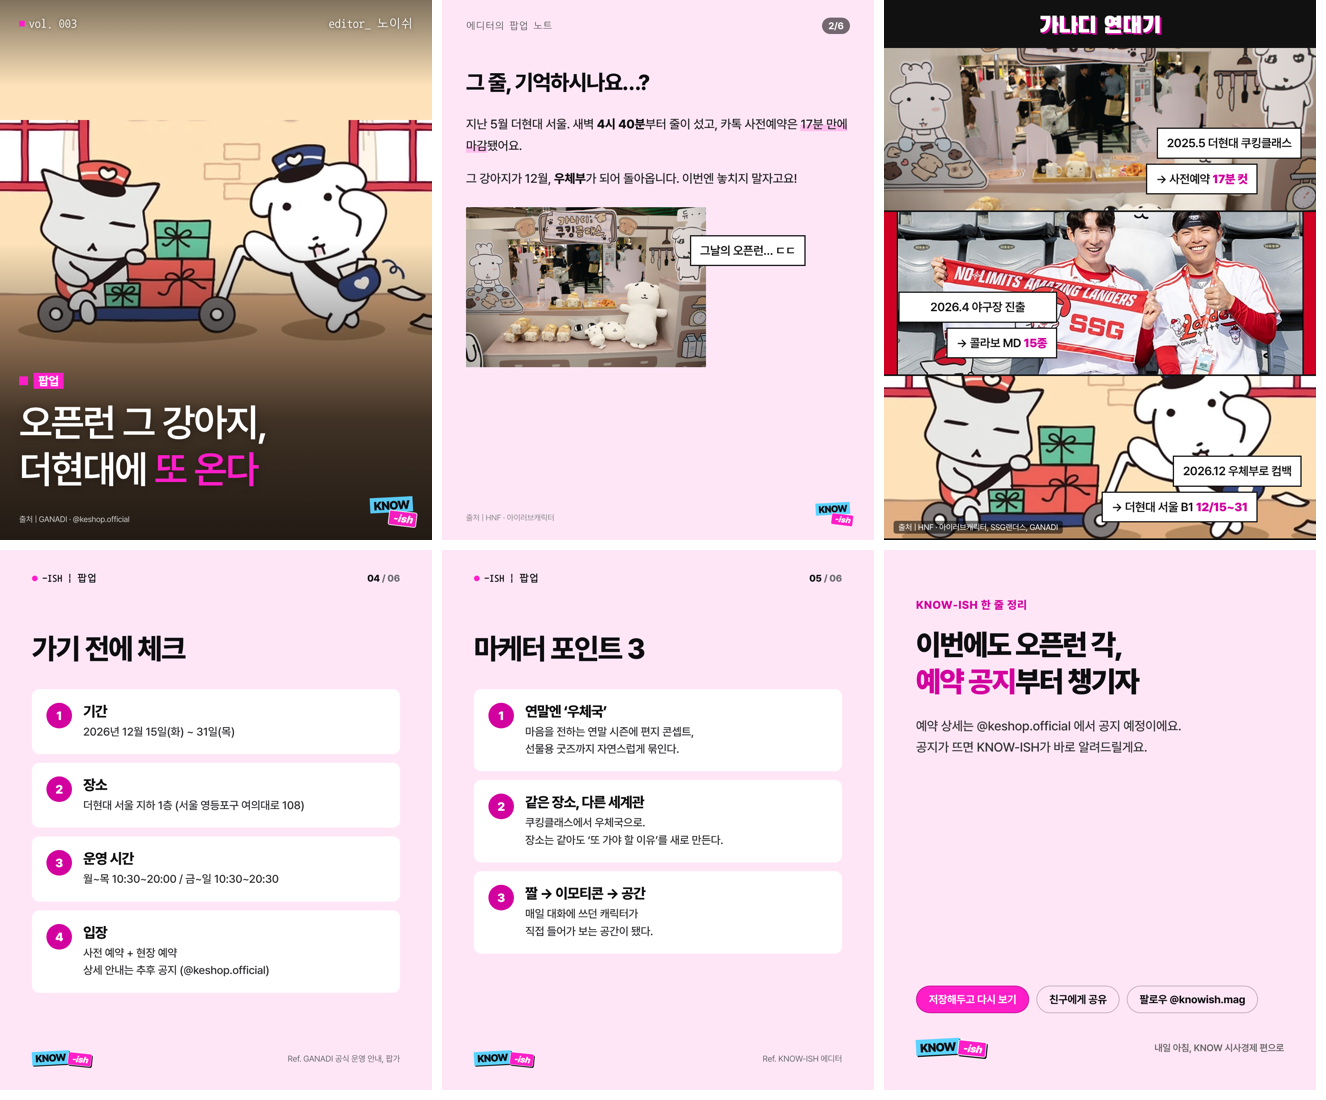 vol. 003
editor_ 노이쉬
팝업
오픈런 그 강아지,
더현대에 또 온다
출처 | GANADI · @keshop.official
KNOW
-ish
에디터의 팝업 노트
2/6
그 줄, 기억하시나요...?
지난 5월 더현대 서울. 새벽 4시 40분부터 줄이 섰고, 카톡 사전예약은 17분 만에
마감됐어요.
그 강아지가 12월, 우체부가 되어 돌아옵니다. 이번엔 놓치지 말자고요!
가나디의
쿠킹클래스
그날의 오픈런... ㄷㄷ
출처 | HNF · 아이러브캐릭터
KNOW
-ish
가나디 연대기
2025.5 더현대 쿠킹클래스
→ 사전예약 17분 컷
NO LIMITS AMAZING LANDERS
SSG
Landers
2026.4 야구장 진출
→ 콜라보 MD 15종
2026.12 우체부로 컴백
→ 더현대 서울 B1 12/15~31
출처 | HNF · 아이러브캐릭터, SSG랜더스, GANADI
-ISH | 팝업
04 / 06
가기 전에 체크
1
기간
2026년 12월 15일(화) ~ 31일(목)
2
장소
더현대 서울 지하 1층 (서울 영등포구 여의대로 108)
3
운영 시간
월~목 10:30~20:00 / 금~일 10:30~20:30
4
입장
사전 예약 + 현장 예약
상세 안내는 추후 공지 (@keshop.official)
KNOW
-ish
Ref. GANADI 공식 운영 안내, 팝가
-ISH | 팝업
05 / 06
마케터 포인트 3
1
연말엔 ‘우체국’
마음을 전하는 연말 시즌에 편지 콘셉트,
선물용 굿즈까지 자연스럽게 묶인다.
2
같은 장소, 다른 세계관
쿠킹클래스에서 우체국으로.
장소는 같아도 ‘또 가야 할 이유’를 새로 만든다.
3
짤 → 이모티콘 → 공간
매일 대화에 쓰던 캐릭터가
직접 들어가 보는 공간이 됐다.
KNOW
-ish
Ref. KNOW-ISH 에디터
KNOW-ISH 한 줄 정리
이번에도 오픈런 각,
예약 공지부터 챙기자
예약 상세는 @keshop.official 에서 공지 예정이에요.
공지가 뜨면 KNOW-ISH가 바로 알려드릴게요.
저장해두고 다시 보기
친구에게 공유
팔로우 @knowish.mag
KNOW
-ish
내일 아침, KNOW 시사경제 편으로